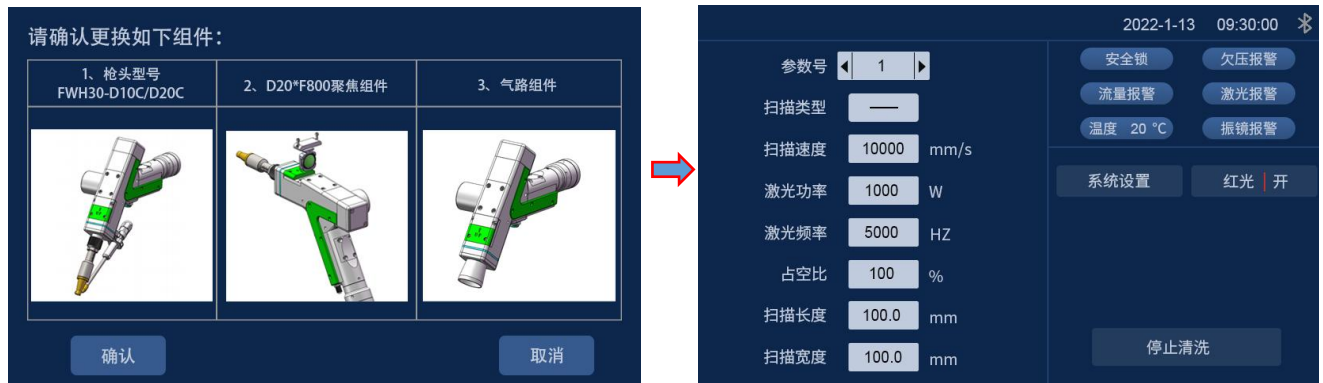 请确认更换如下组件：
1、枪头型号
FWH30-D10C/D20C
2、D20*F800聚焦组件
3、气路组件
确认
取消
2022-1-13 09:30:00
参数号 1
扫描类型
扫描速度 10000 mm/s
激光功率 1000 W
激光频率 5000 HZ
占空比 100 %
扫描长度 100.0 mm
扫描宽度 100.0 mm
安全锁 欠压报警
流量报警 激光报警
温度 20 °C 振镜报警
系统设置 红光 | 开
停止清洗